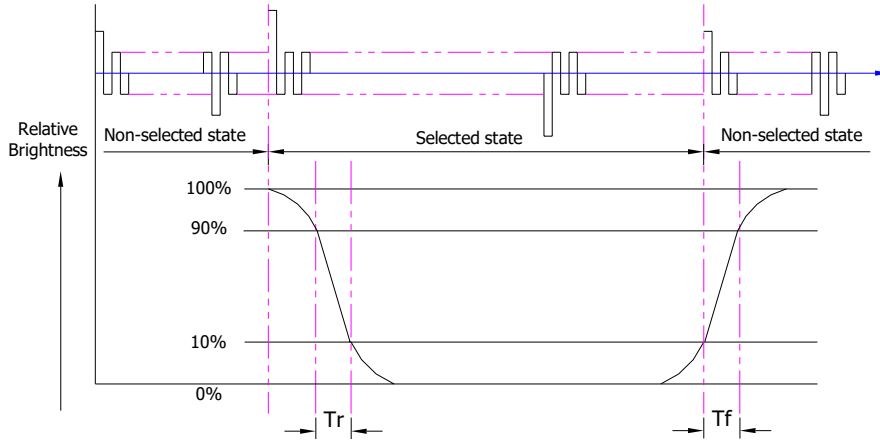 Relative
Brightness
Non-selected state
Selected state
Non-selected state
100%
90%
10%
0%
Tr
Tf